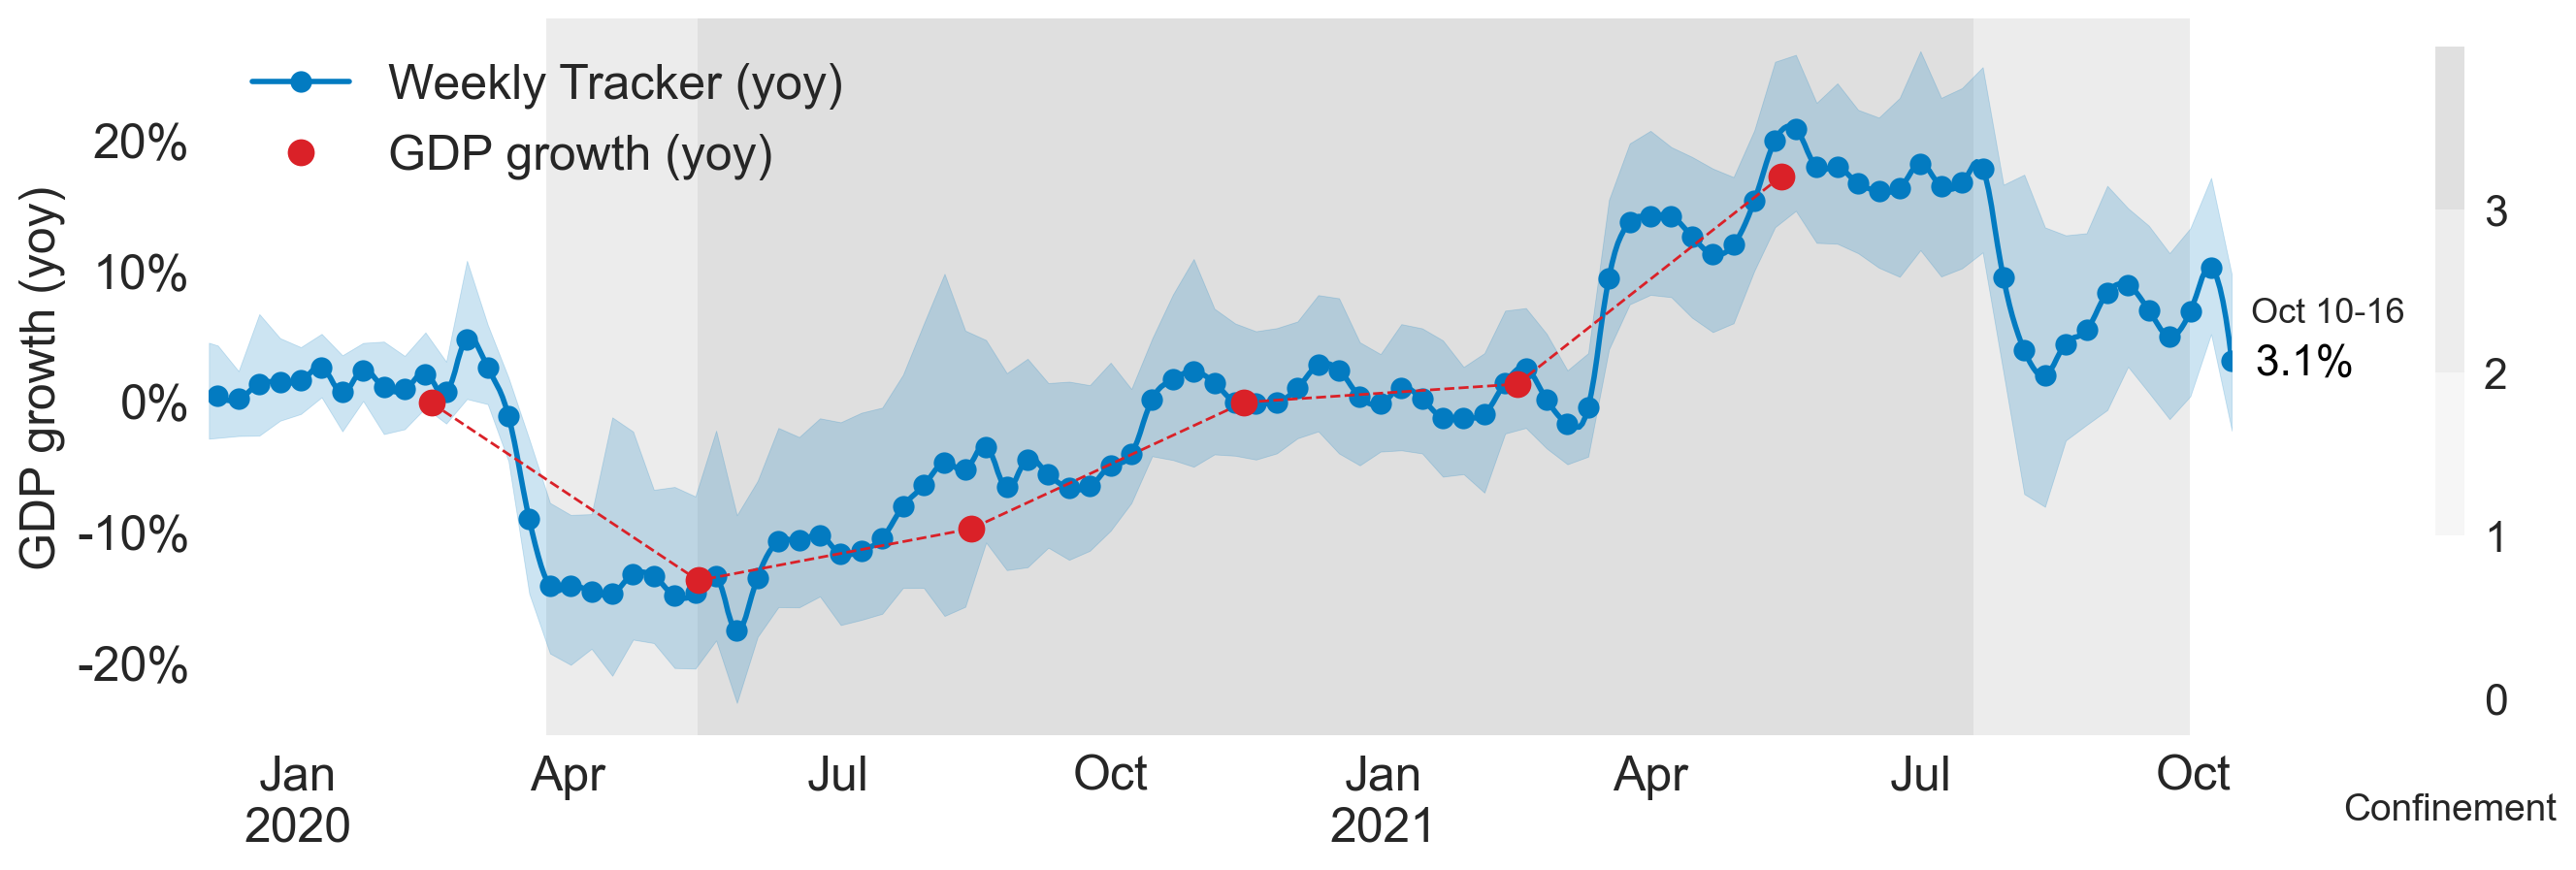 Weekly Tracker (yoy)
GDP growth (yoy)
GDP growth (yoy)
20%
10%
0%
-10%
-20%
Oct 10-16
3.1%
3
2
1
0
Confinement
Jan Apr Jul Oct Jan Apr Jul Oct
2020 2021